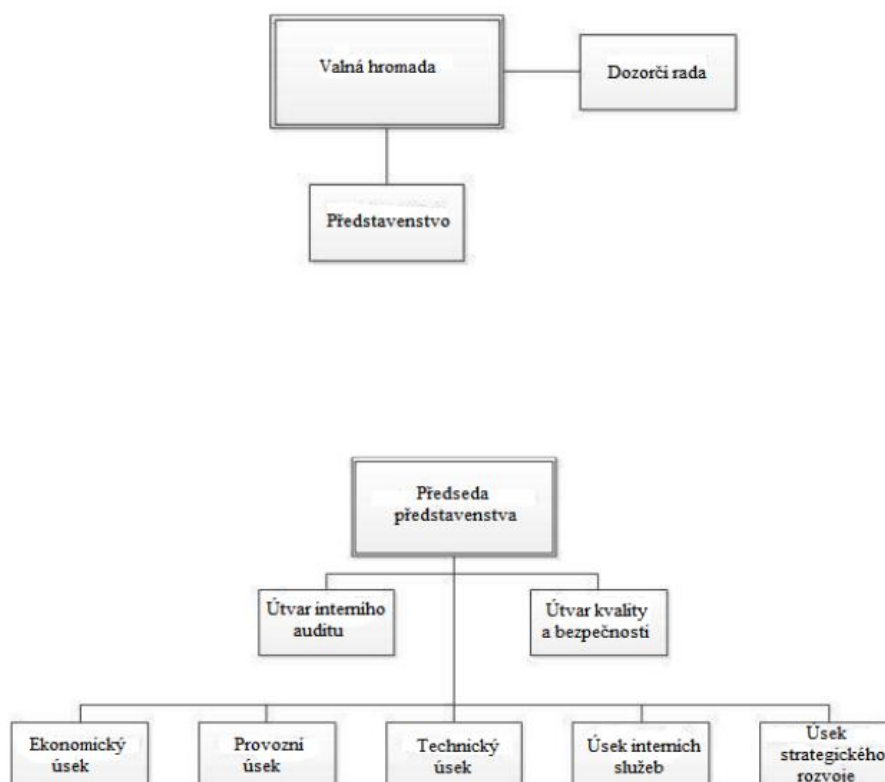 Valná hromada
Dozorčí rada
Představenstvo
Předseda
představenstva
Útvar interního
auditu
Útvar kvality
a bezpečnosti
Ekonomický
úsek
Provozní
úsek
Technický
úsek
Úsek interních
služeb
Úsek
strategického
rozvoje